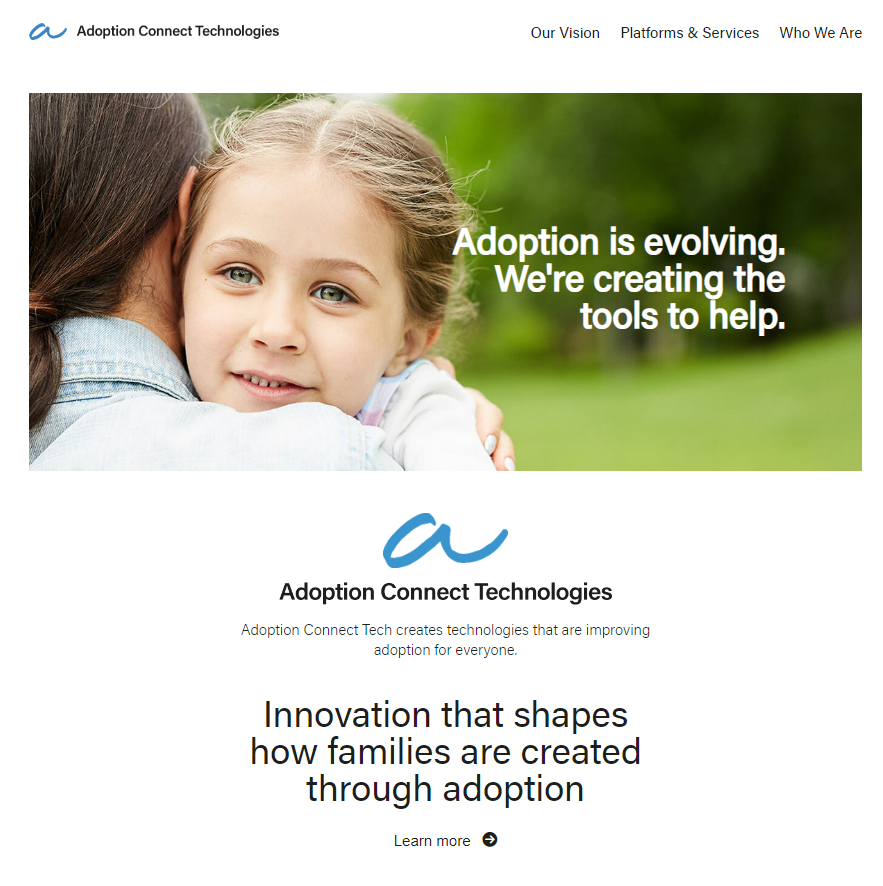 Adoption Connect Technologies
Our Vision Platforms & Services Who We Are
Adoption is evolving.
We're creating the
tools to help.
Adoption Connect Technologies
Adoption Connect Tech creates technologies that are improving
adoption for everyone.
Innovation that shapes
how families are created
through adoption
Learn more